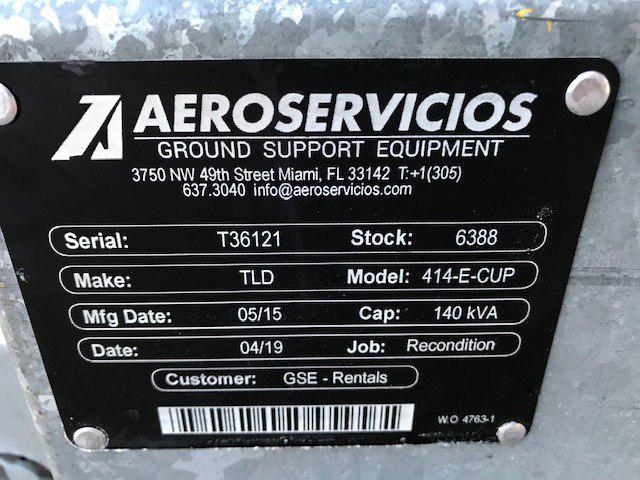 AEROSERVICIOS
GROUND SUPPORT EQUIPMENT
3750 NW 49th Street Miami, FL 33142 T:+1(305)
637.3040 info@aeroservicios.com
Serial: T36121 Stock: 6388
Make: TLD Model: 414-E-CUP
Mfg Date: 05/15 Cap: 140 kVA
Date: 04/19 Job: Recondition
Customer: GSE - Rentals
W.O 4763-1